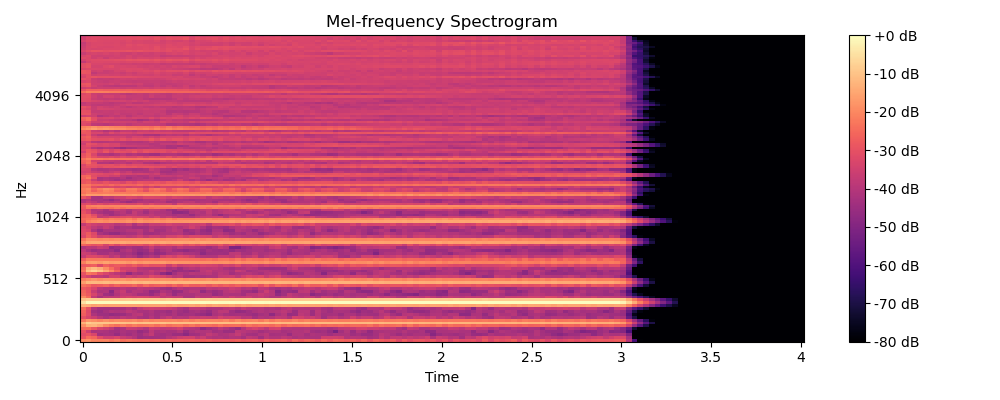 Mel-frequency Spectrogram
Hz
4096
2048
1024
512
0
0
0.5
1
1.5
2
2.5
3
3.5
4
Time
+0 dB
-10 dB
-20 dB
-30 dB
-40 dB
-50 dB
-60 dB
-70 dB
-80 dB